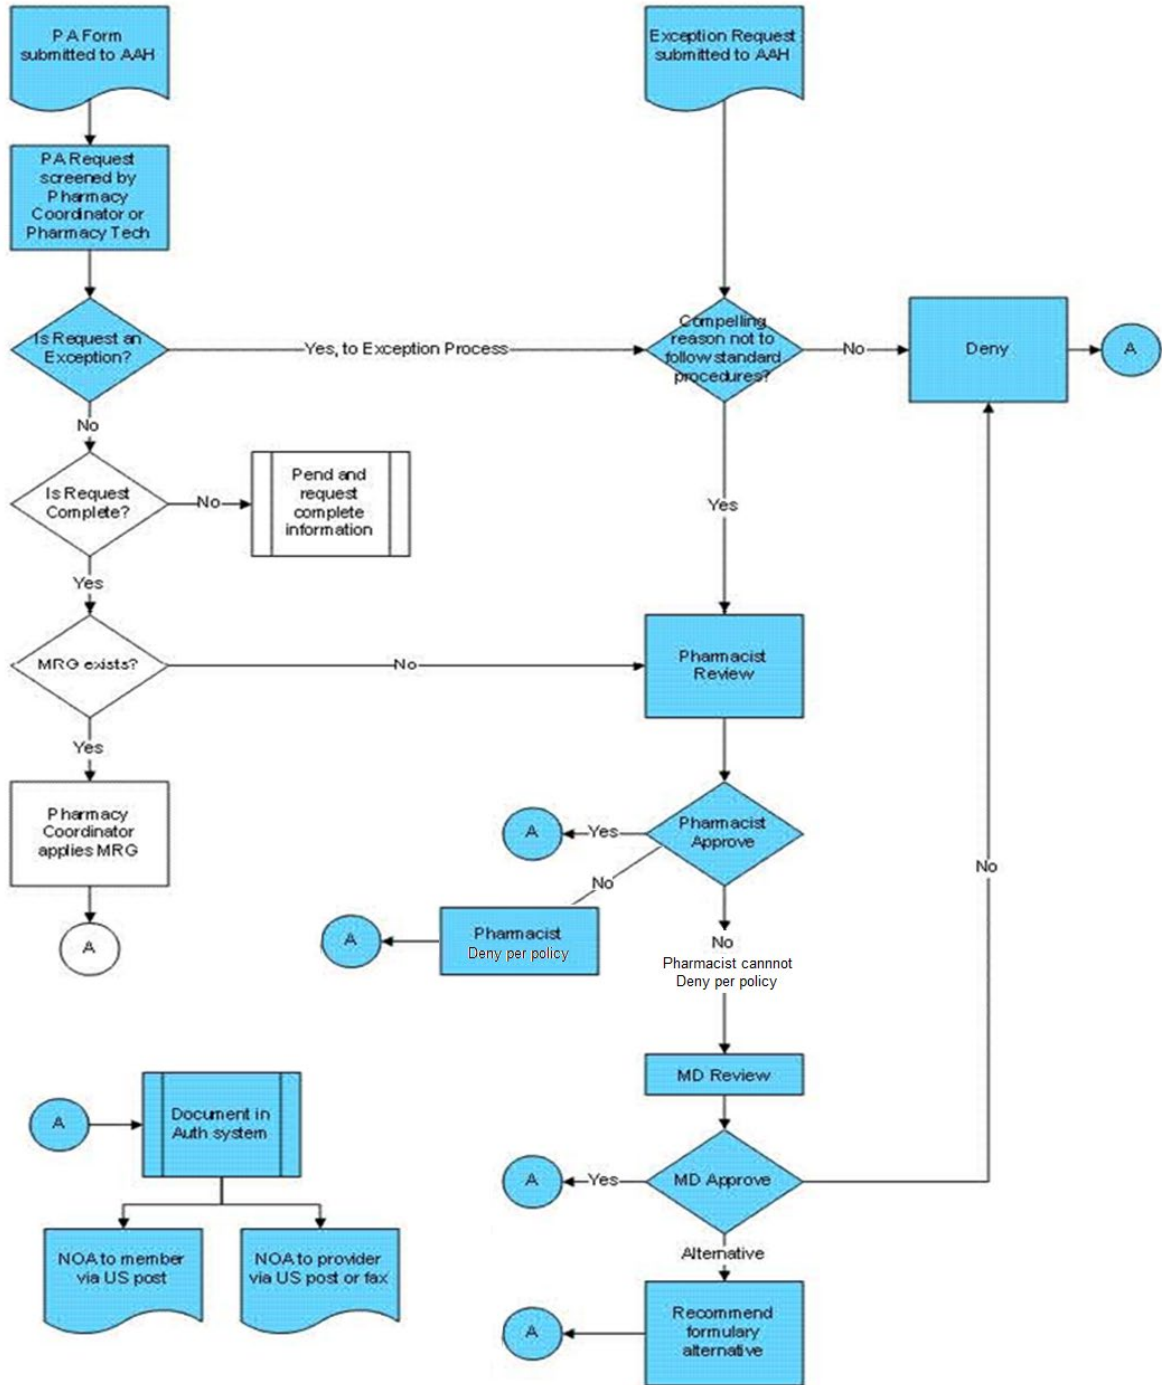 PA Form
submitted to AAH
Exception Request
submitted to AAH
PA Request
screened by
Pharmacy
Coordinator or
Pharmacy Tech
Is Request an
Exception?
Yes, to Exception Process
Compelling
reason not to
follow standard
procedures?
No
Deny
A
No
Is Request
Complete?
No
Pend and
request
complete
information
Yes
Yes
MRG exists?
No
Pharmacist
Review
Yes
Pharmacy
Coordinator
applies MRG
A
Pharmacist
Approve
Yes
A
No
Pharmacist
Deny per policy
A
No
Pharmacist cannnot
Deny per policy
No
MD Review
MD Approve
Yes
A
Alternative
Recommend
formulary
alternative
A
A
Document in
Auth system
NOA to member
via US post
NOA to provider
via US post or fax